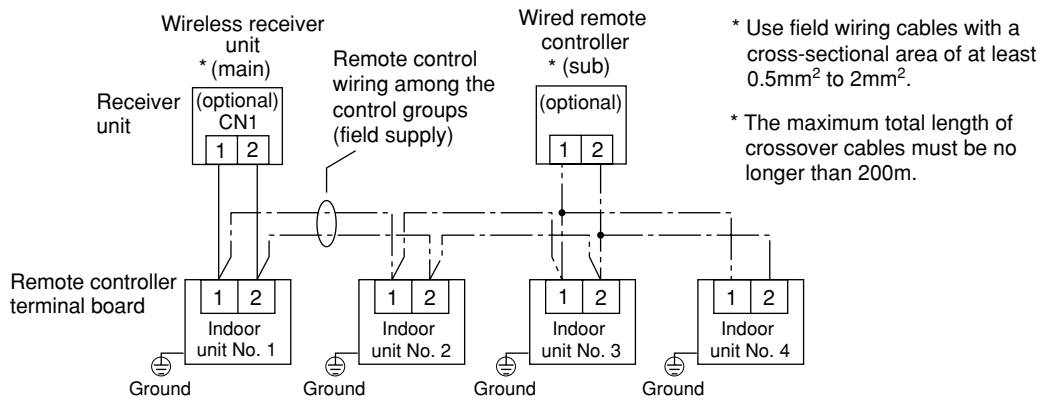 Wireless receiver
unit
* (main)
Receiver
unit
(optional)
CN1
1 2
Remote control
wiring among the
control groups
(field supply)
Wired remote
controller
* (sub)
(optional)
1 2
* Use field wiring cables with a
cross-sectional area of at least
0.5mm² to 2mm².
* The maximum total length of
crossover cables must be no
longer than 200m.
Remote controller
terminal board
1 2
Indoor
unit No. 1
Ground
1 2
Indoor
unit No. 2
Ground
1 2
Indoor
unit No. 3
Ground
1 2
Indoor
unit No. 4
Ground